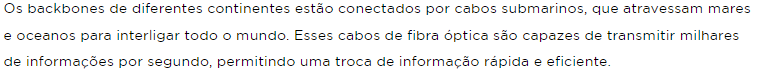 Os backbones de diferentes continentes estão conectados por cabos submarinos, que atravessam mares
e oceanos para interligar todo o mundo. Esses cabos de fibra óptica são capazes de transmitir milhares
de informações por segundo, permitindo uma troca de informação rápida e eficiente.